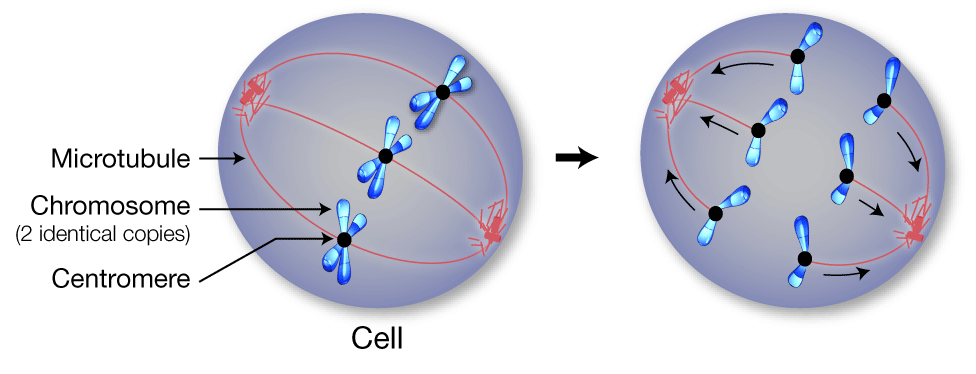 Microtubule
Chromosome
(2 identical copies)
Centromere
Cell